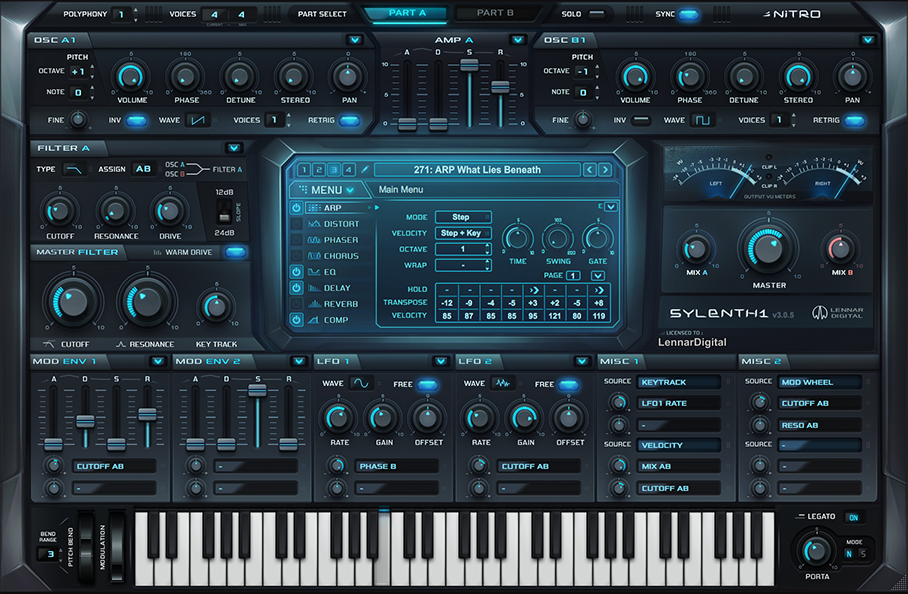 POLYPHONY 1 VOICES 4 4 PART SELECT PART A PART B SOLO SYNC NITRO
OSC A1
PITCH
OCTAVE +1
NOTE 0
VOLUME PHASE DETUNE STEREO PAN
FINE INV WAVE VOICES 1 RETRIG
AMP A
A D S R
10 10
5 5
0 0
OSC B1
PITCH
OCTAVE -1
NOTE 0
VOLUME PHASE DETUNE STEREO PAN
FINE INV WAVE VOICES 1 RETRIG
FILTER A
TYPE ASSIGN AB OSC A OSC B FILTER A
12dB
SLOPE
24dB
CUTOFF RESONANCE DRIVE
MASTER FILTER WARM DRIVE
CUTOFF RESONANCE KEY TRACK
1 2 3 4 271: ARP What Lies Beneath
MENU Main Menu
ARP
DISTORT
PHASER
CHORUS
EQ
DELAY
REVERB
COMP
MODE Step
VELOCITY Step + Key
OCTAVE 1
WRAP -
TIME SWING GATE
PAGE 1
HOLD - - - - - -
TRANSPOSE -12 -9 -4 -5 +3 +2 -5 +8
VELOCITY 85 87 85 85 95 121 80 119
LEFT CLIP L CLIP R RIGHT
OUTPUT VU METERS
MIX A MASTER MIX B
SYLENTH1 v3.0.5 LENNAR DIGITAL
LICENSED TO :
LennarDigital
MOD ENV 1
A D S R
CUTOFF AB
-
MOD ENV 2
A D S R
-
-
LFO 1
WAVE FREE
RATE GAIN OFFSET
PHASE B
-
LFO 2
WAVE FREE
RATE GAIN OFFSET
CUTOFF AB
-
MISC 1
SOURCE KEYTRACK
LFO1 RATE
-
SOURCE VELOCITY
MIX AB
CUTOFF AB
MISC 2
SOURCE MOD WHEEL
CUTOFF AB
RESO AB
SOURCE -
-
-
BEND RANGE
3
PITCH BEND
MODULATION
LEGATO ON
MODE
N S
PORTA